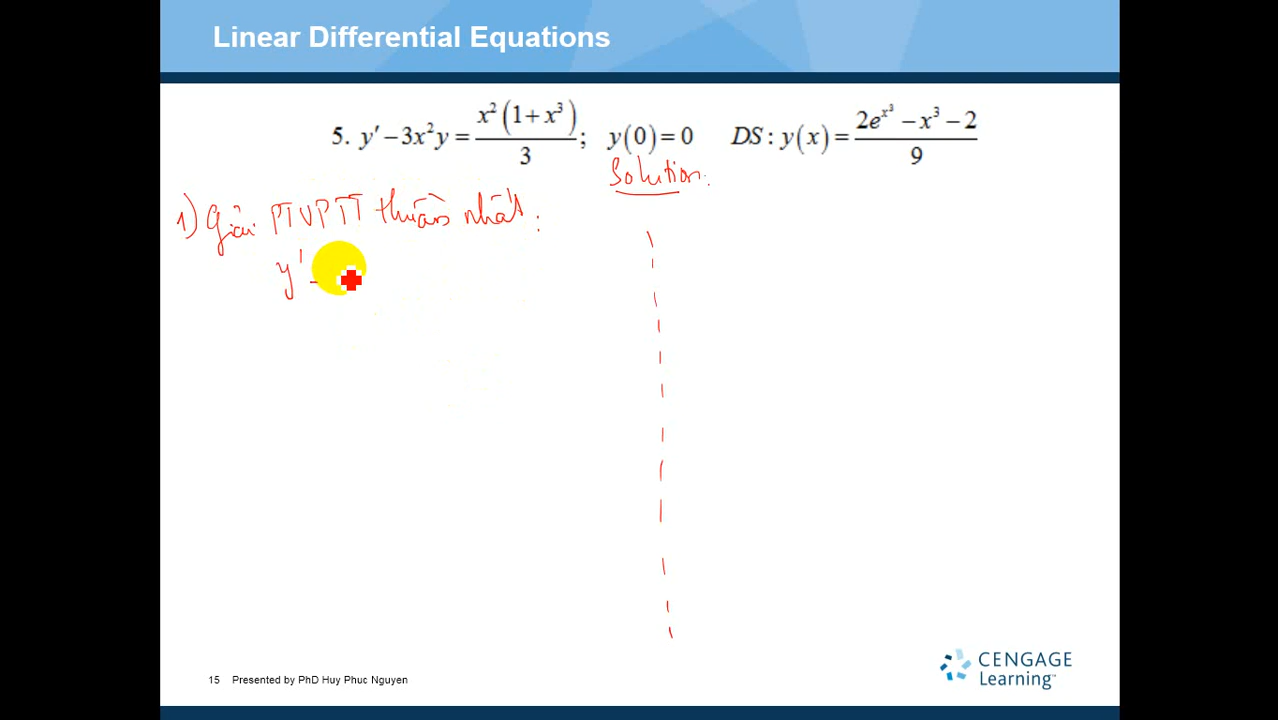 Linear Differential Equations
5. y′ − 3x²y = x²(1+x³)/3; y(0) = 0 DS: y(x) = (2e^(x³) − x³ − 2)/9
Solution.
1) Giải PTVPTT thuần nhất:
y' -
CENGAGE
Learning™
15 Presented by PhD Huy Phuc Nguyen